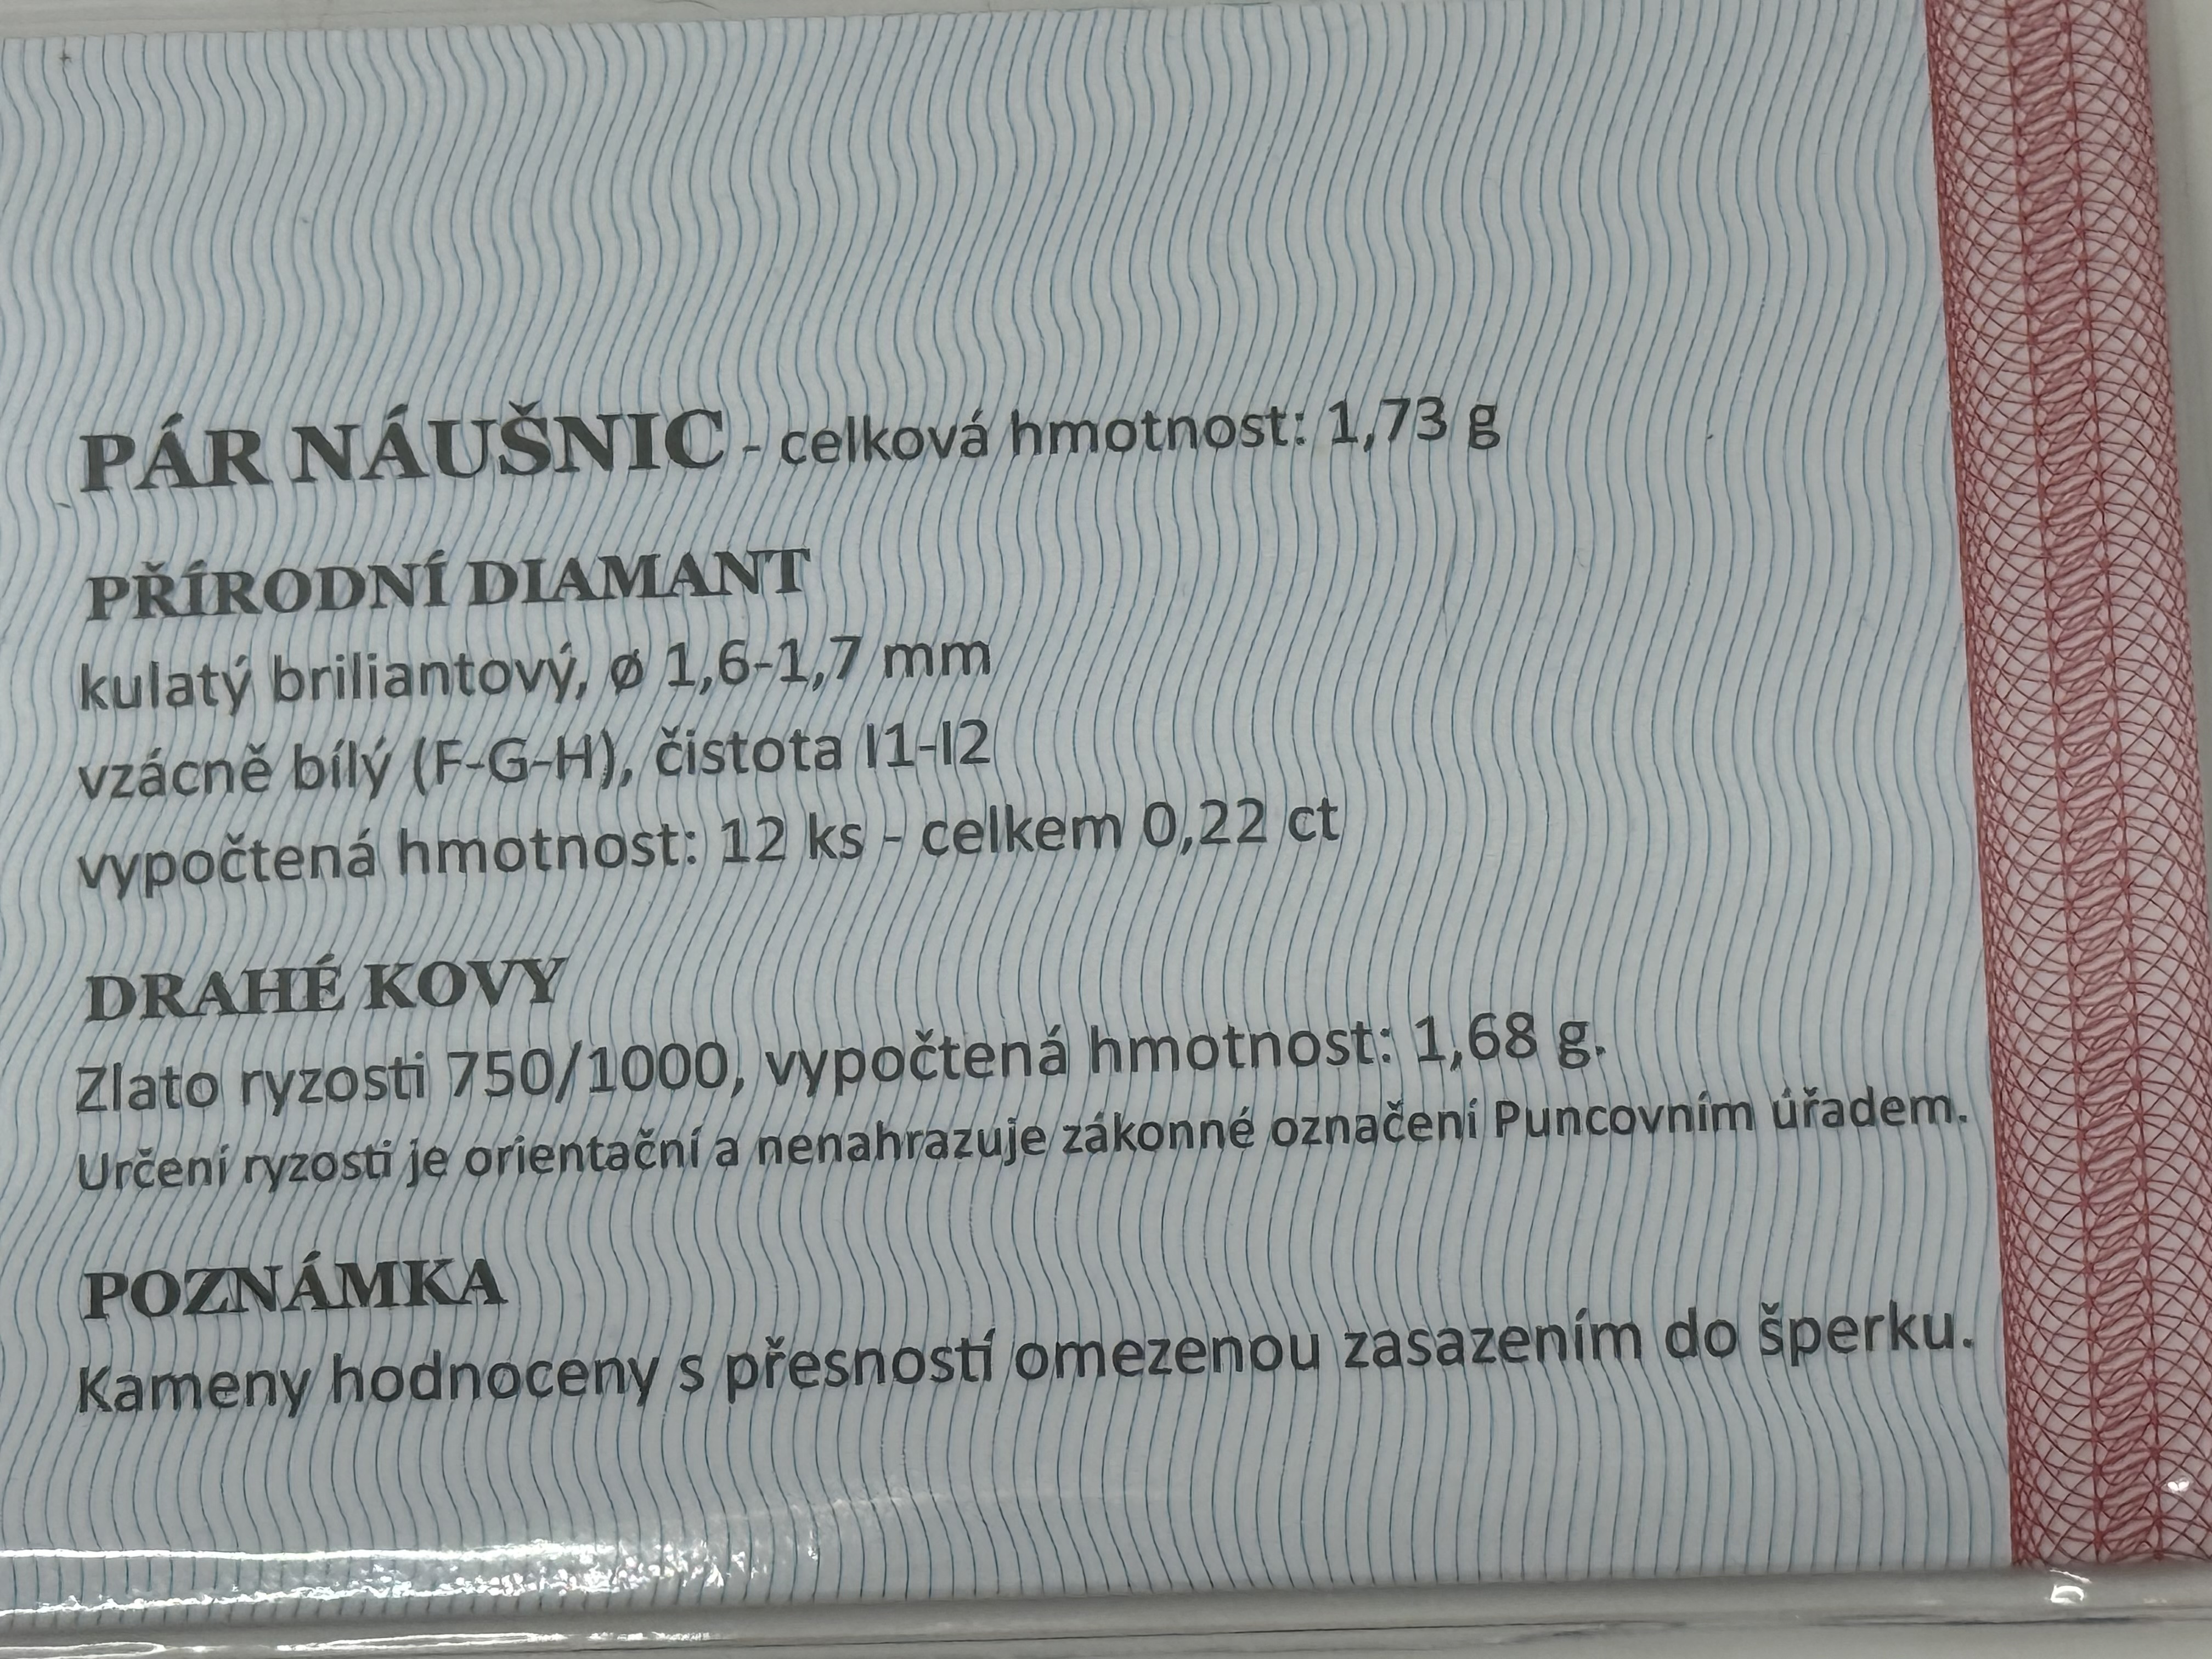 PÁR NÁUŠNIC - celková hmotnost: 1,73 g
PŘÍRODNÍ DIAMANT
kulatý briliantový, ø 1,6-1,7 mm
vzácně bílý (F-G-H), čistota I1-I2
vypočtená hmotnost: 12 ks - celkem 0,22 ct
DRAHÉ KOVY
Zlato ryzosti 750/1000, vypočtená hmotnost: 1,68 g.
Určení ryzosti je orientační a nenahrazuje zákonné označení Puncovním úřadem.
POZNÁMKA
Kameny hodnoceny s přesností omezenou zasazením do šperku.